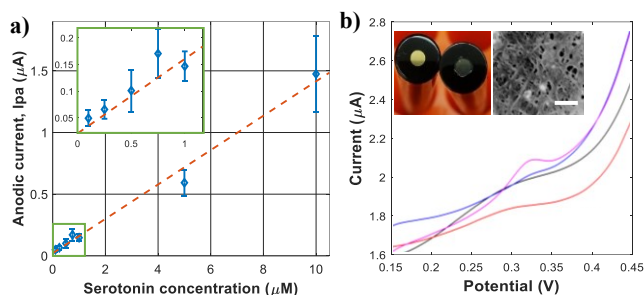 a)
Anodic current, Ipa (μA)
1.5
1
0.5
0
0.2
0.15
0.1
0.05
0 0.5 1
0 2 4 6 8 10
Serotonin concentration (μM)
b)
Current (μA)
2.8
2.6
2.4
2.2
2.0
1.8
1.6
0.15 0.2 0.25 0.3 0.35 0.4 0.45
Potential (V)